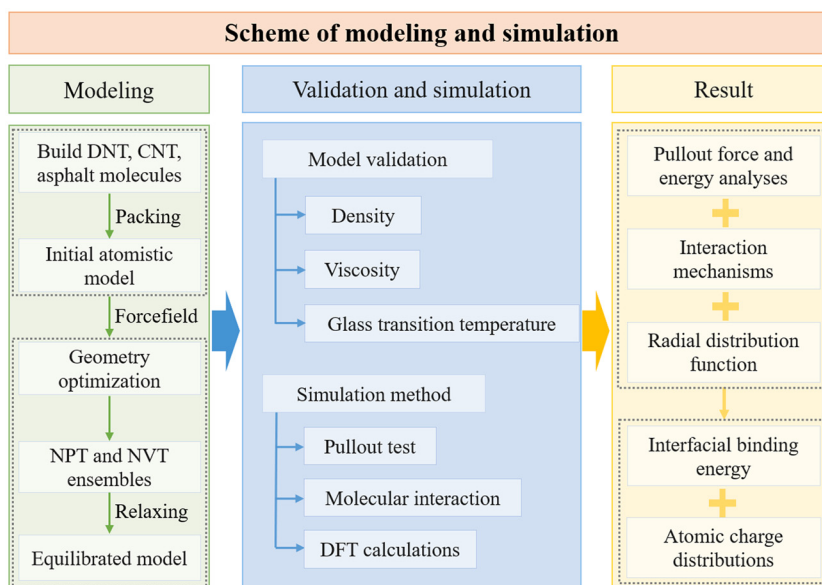 Scheme of modeling and simulation
Modeling
Build DNT, CNT,
asphalt molecules
Packing
Initial atomistic
model
Forcefield
Geometry
optimization
NPT and NVT
ensembles
Relaxing
Equilibrated model
Validation and simulation
Model validation
Density
Viscosity
Glass transition temperature
Simulation method
Pullout test
Molecular interaction
DFT calculations
Result
Pullout force and
energy analyses
Interaction
mechanisms
Radial distribution
function
Interfacial binding
energy
Atomic charge
distributions